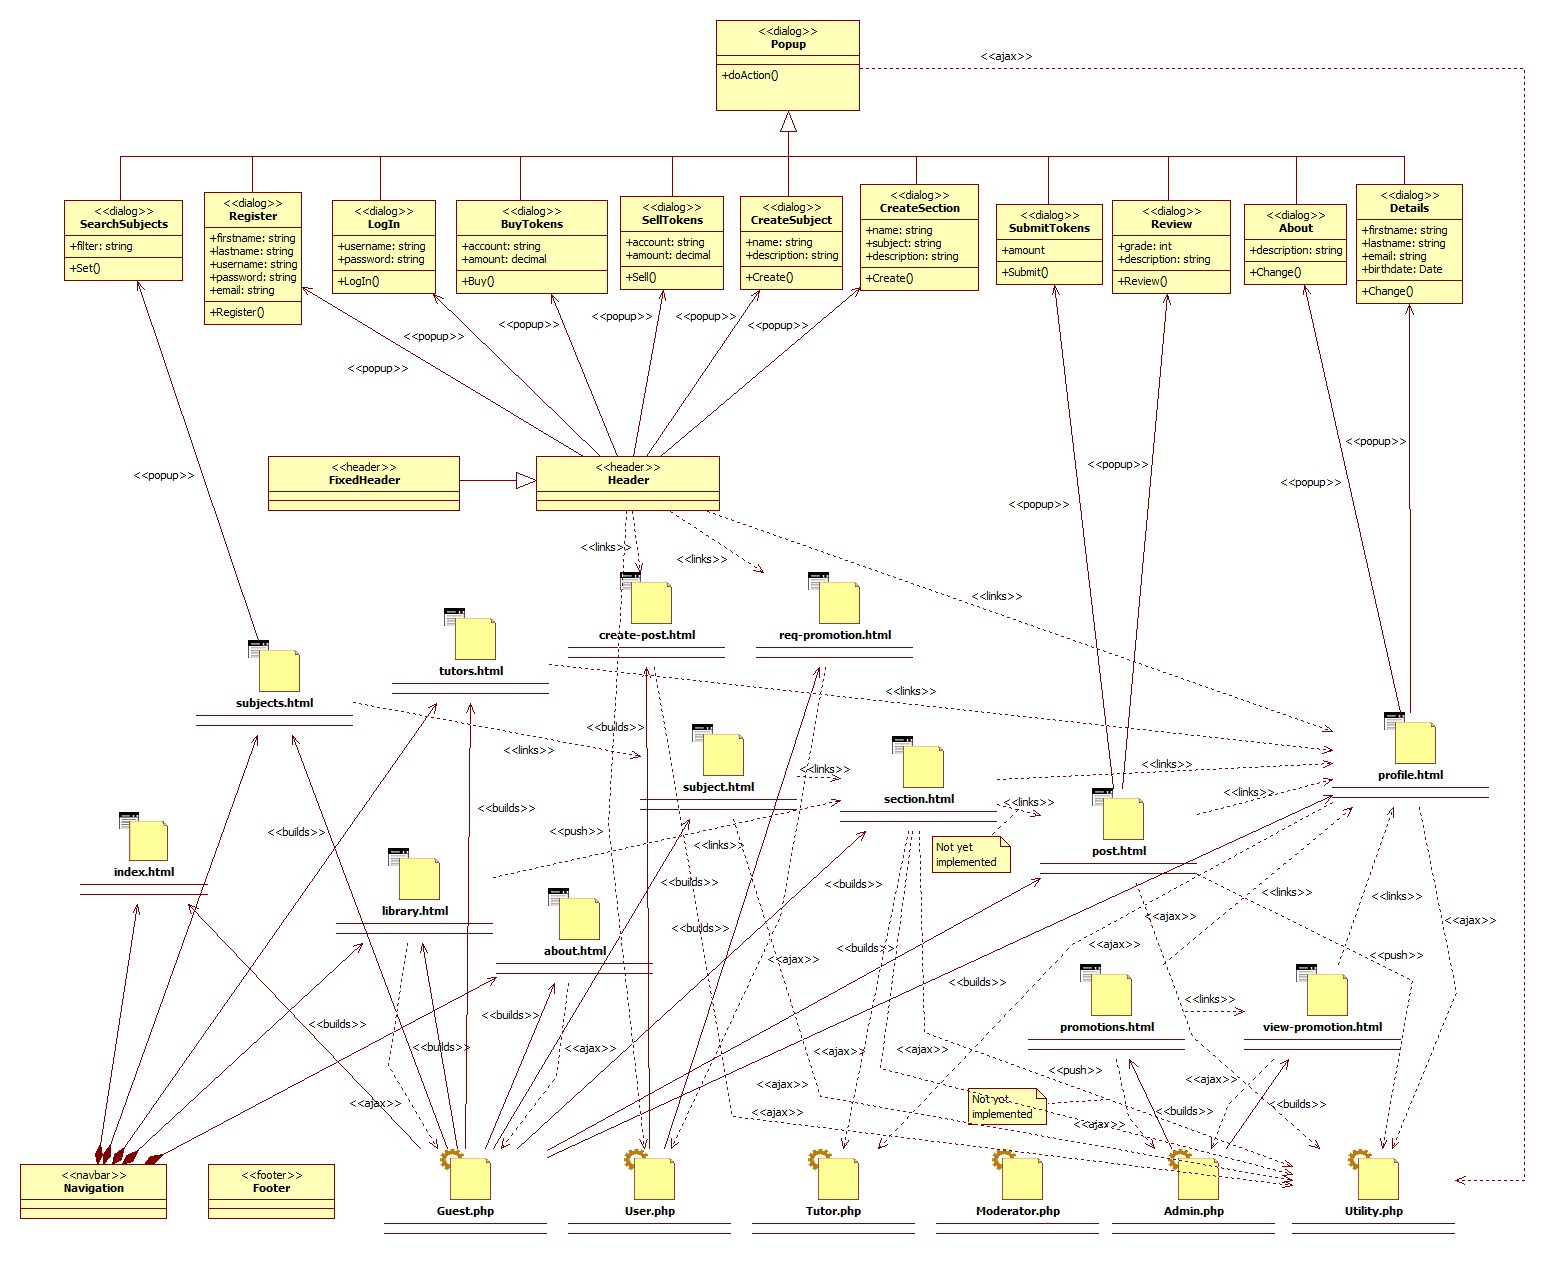 <<dialog>>
Popup
+doAction()
<<ajax>>
<<dialog>>
SearchSubjects
+filter: string
+Set()
<<dialog>>
Register
+firstname: string
+lastname: string
+username: string
+password: string
+email: string
+Register()
<<dialog>>
LogIn
+username: string
+password: string
+LogIn()
<<dialog>>
BuyTokens
+account: string
+amount: decimal
+Buy()
<<dialog>>
SellTokens
+account: string
+amount: decimal
+Sell()
<<dialog>>
CreateSubject
+name: string
+description: string
+Create()
<<dialog>>
CreateSection
+name: string
+subject: string
+description: string
+Create()
<<dialog>>
SubmitTokens
+amount
+Submit()
<<dialog>>
Review
+grade: int
+description: string
+Review()
<<dialog>>
About
+description: string
+Change()
<<dialog>>
Details
+firstname: string
+lastname: string
+email: string
+birthdate: Date
+Change()
<<popup>>
<<popup>>
<<popup>>
<<popup>>
<<popup>>
<<popup>>
<<popup>>
<<popup>>
<<popup>>
<<popup>>
<<popup>>
<<header>>
FixedHeader
<<header>>
Header
<<links>>
<<links>>
<<links>>
create-post.html
req-promotion.html
tutors.html
subjects.html
<<links>>
<<builds>>
<<links>>
<<links>>
<<links>>
profile.html
subject.html
section.html
<<links>>
<<links>>
<<builds>>
<<builds>>
<<push>>
<<links>>
Not yet
implemented
post.html
index.html
library.html
<<builds>>
<<builds>>
<<links>>
<<links>>
about.html
<<builds>>
<<ajax>>
<<ajax>>
<<ajax>>
<<builds>>
<<ajax>>
<<push>>
<<builds>>
<<builds>>
<<builds>>
<<links>>
promotions.html
view-promotion.html
<<builds>>
<<ajax>>
<<ajax>>
<<ajax>>
<<push>>
<<ajax>>
<<ajax>>
<<ajax>>
<<ajax>>
Not yet
implemented
<<builds>>
<<builds>>
<<ajax>>
<<navbar>>
Navigation
<<footer>>
Footer
Guest.php
User.php
Tutor.php
Moderator.php
Admin.php
Utility.php